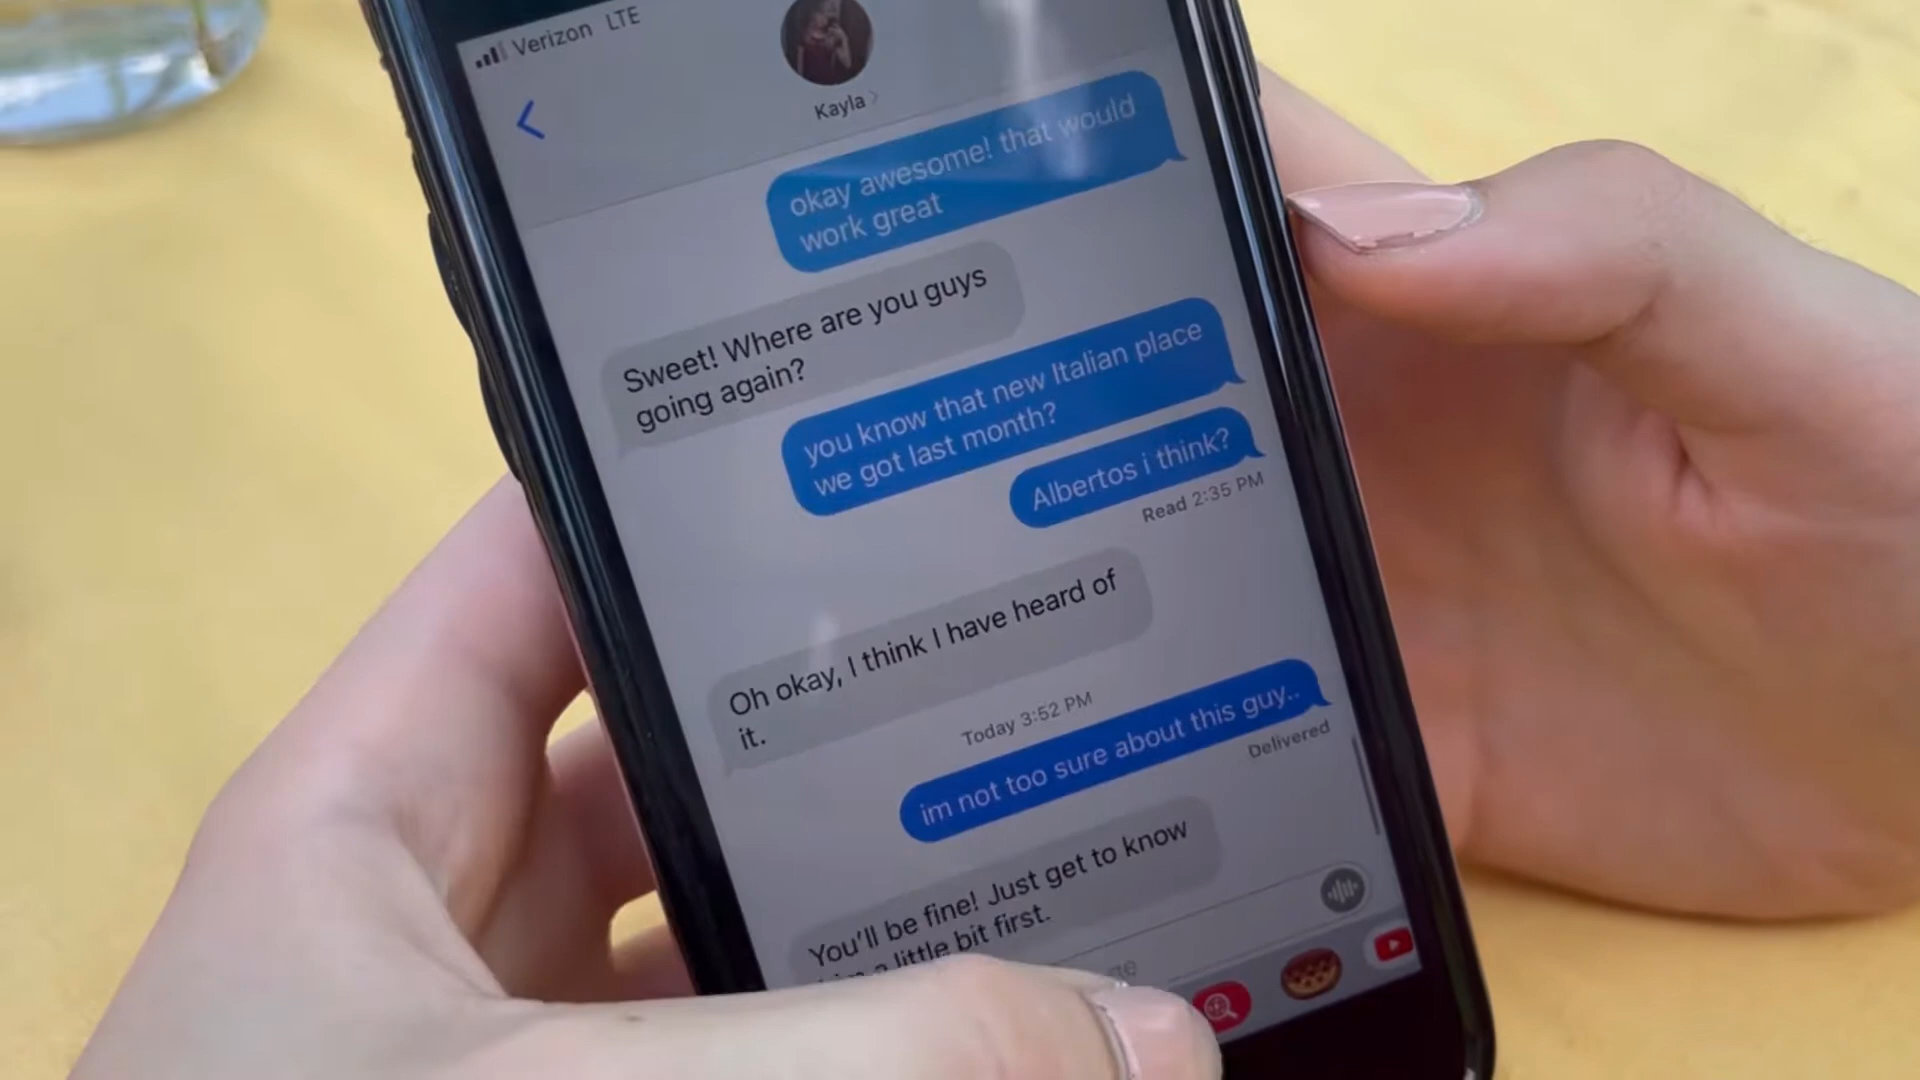 Verizon LTE
Kayla
okay awesome! that would
work great
Sweet! Where are you guys
going again?
you know that new Italian place
we got last month?
Albertos i think?
Read 2:35 PM
Oh okay, I think I have heard of
it.
Today 3:52 PM
im not too sure about this guy..
Delivered
You'll be fine! Just get to know
a little bit first.